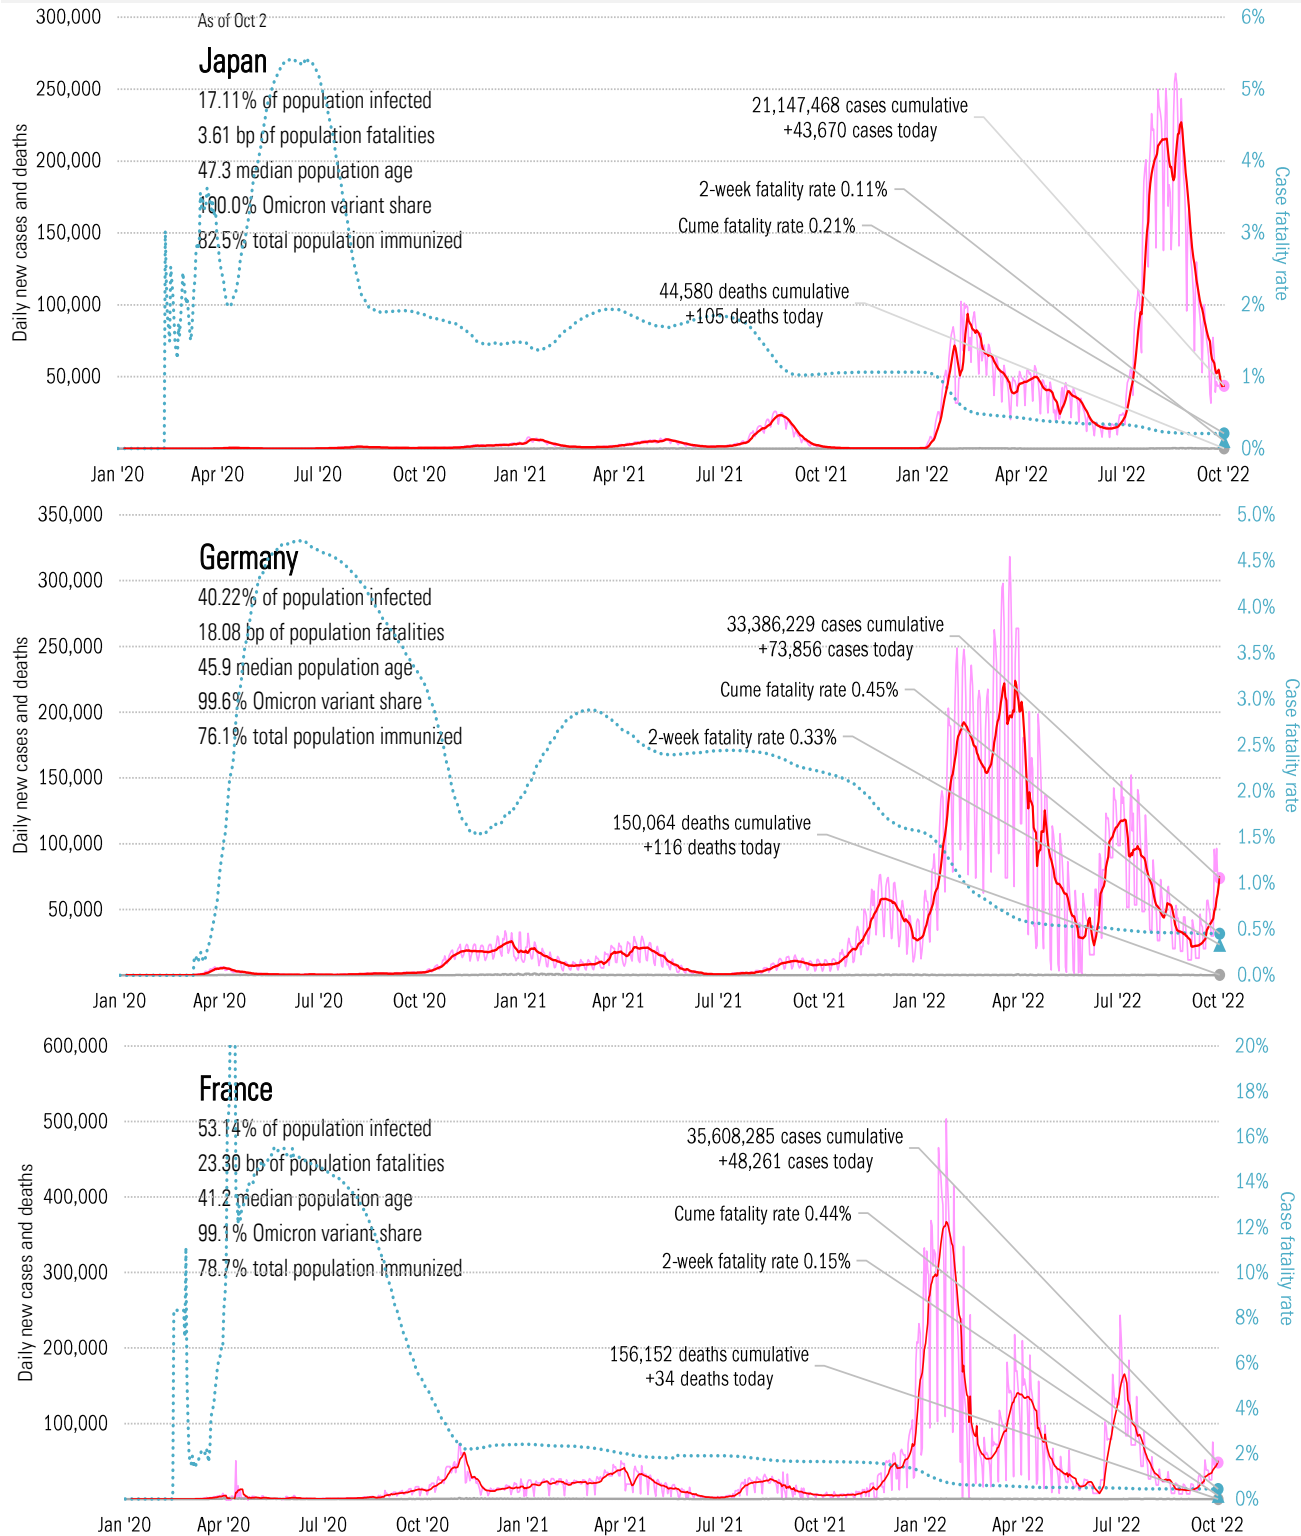 300,000
As of Oct 2
6%
Japan
17.11% of population infected
3.61 bp of population fatalities
47.3 median population age
100.0% Omicron variant share
82.5% total population immunized
250,000
5%
21,147,468 cases cumulative
+43,670 cases today
200,000
4%
2-week fatality rate 0.11%
Cume fatality rate 0.21%
150,000
3%
44,580 deaths cumulative
+105 deaths today
100,000
2%
50,000
1%
0%
Daily new cases and deaths
Case fatality rate
Jan '20 Apr '20 Jul '20 Oct '20 Jan '21 Apr '21 Jul '21 Oct '21 Jan '22 Apr '22 Jul '22 Oct '22
350,000
5.0%
Germany
40.22% of population infected
18.08 bp of population fatalities
45.9 median population age
99.6% Omicron variant share
76.1% total population immunized
4.5%
300,000
4.0%
33,386,229 cases cumulative
+73,856 cases today
250,000
3.5%
Cume fatality rate 0.45%
200,000
3.0%
2-week fatality rate 0.33%
2.5%
150,000
2.0%
150,064 deaths cumulative
+116 deaths today
100,000
1.5%
1.0%
50,000
0.5%
0.0%
Daily new cases and deaths
Case fatality rate
Jan '20 Apr '20 Jul '20 Oct '20 Jan '21 Apr '21 Jul '21 Oct '21 Jan '22 Apr '22 Jul '22 Oct '22
600,000
20%
France
53.14% of population infected
23.30 bp of population fatalities
41.2 median population age
99.1% Omicron variant share
78.7% total population immunized
18%
500,000
16%
35,608,285 cases cumulative
+48,261 cases today
14%
400,000
Cume fatality rate 0.44%
12%
2-week fatality rate 0.15%
300,000
10%
8%
200,000
156,152 deaths cumulative
+34 deaths today
6%
4%
100,000
2%
0%
Daily new cases and deaths
Case fatality rate
Jan '20 Apr '20 Jul '20 Oct '20 Jan '21 Apr '21 Jul '21 Oct '21 Jan '22 Apr '22 Jul '22 Oct '22